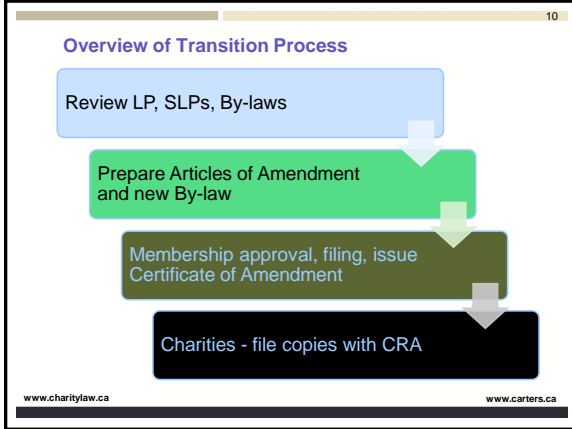 10
Overview of Transition Process
Review LP, SLPs, By-laws
Prepare Articles of Amendment
and new By-law
Membership approval, filing, issue
Certificate of Amendment
Charities - file copies with CRA
www.charitylaw.ca
www.carters.ca